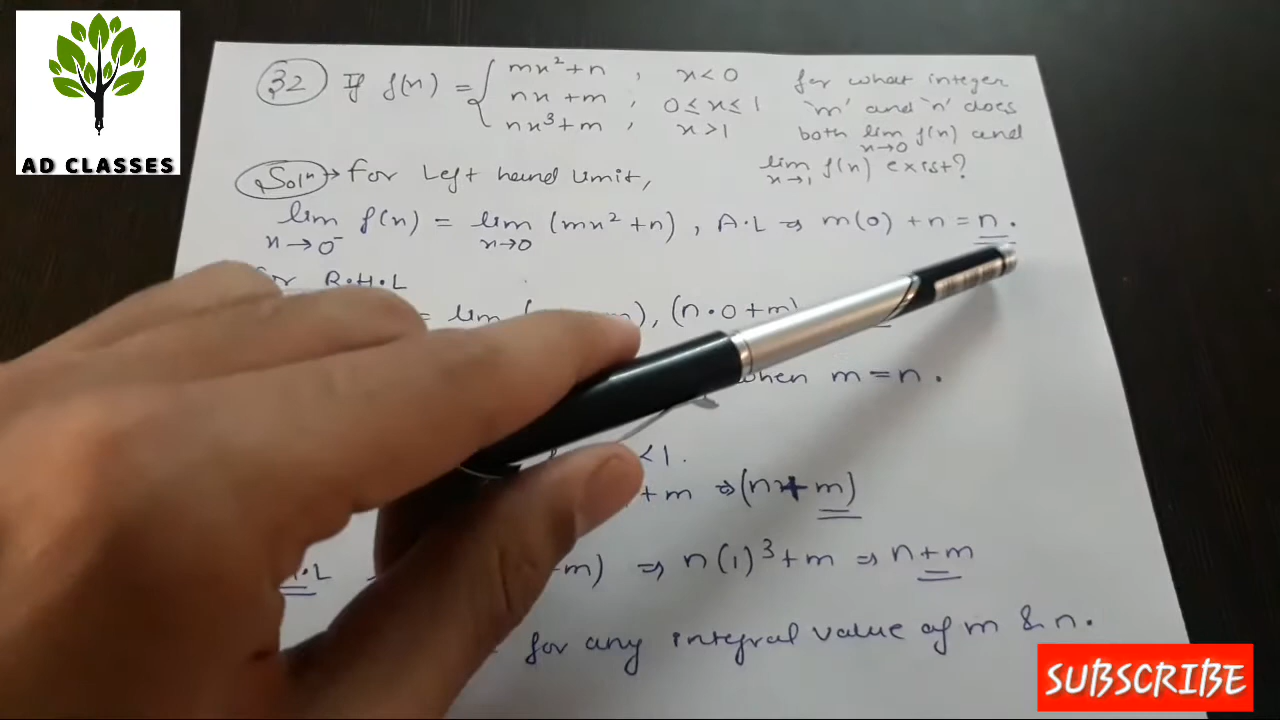 AD CLASSES
32 If f(x) = { mx²+n , x<0 for what integer
nx+m , 0≤x≤1 'm' and 'n' does
nx³+m , x>1 both lim x→0 f(x) and
lim x→1 f(x) exist?
Solⁿ→ for Left hand limit,
lim x→0⁻ f(x) = lim x→0 (mx²+n) , A.L ⇒ m(0)+n = n.
for R.H.L
= lim m), (n·0+m)
when m=n.
<1.
+m ⇒ (nx+m)
.L m) ⇒ n(1)³+m ⇒ n+m
for any integral value of m & n.
SUBSCRIBE